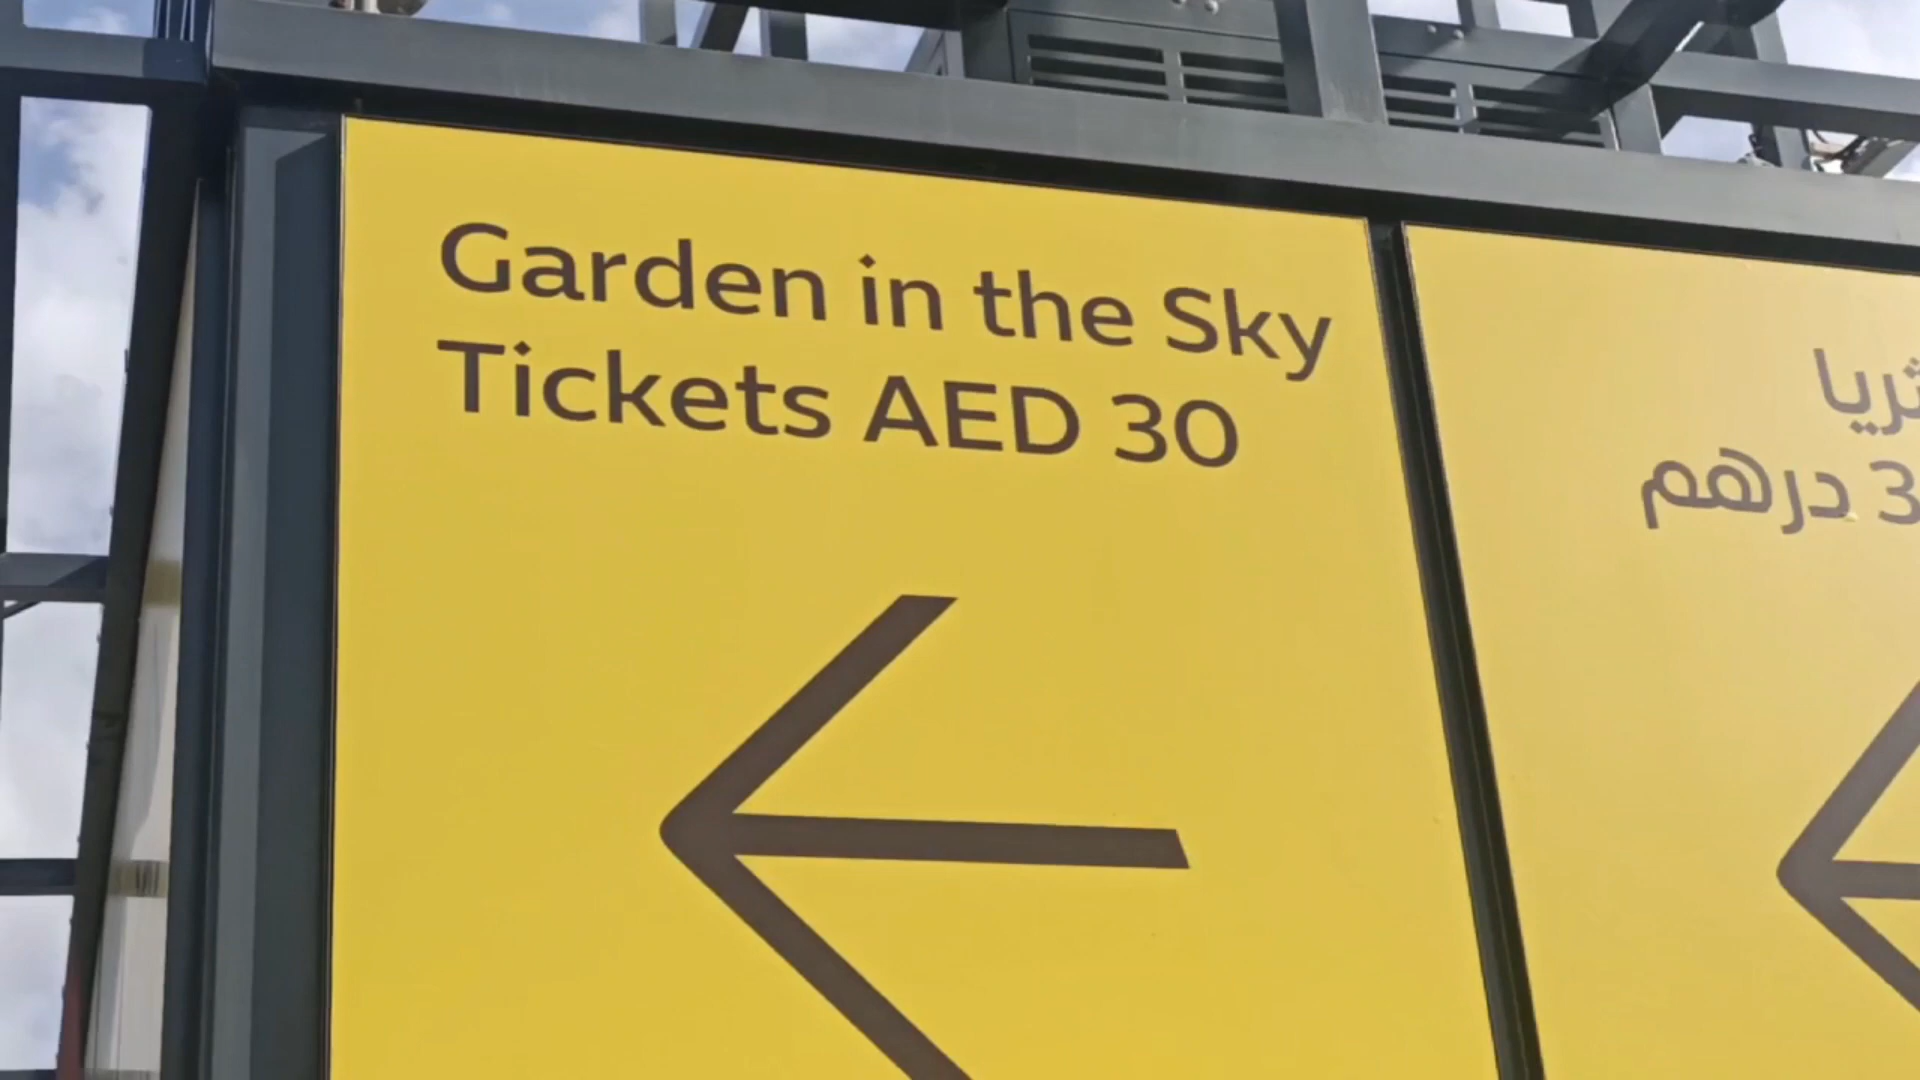 Garden in the Sky
Tickets AED 30
درهم